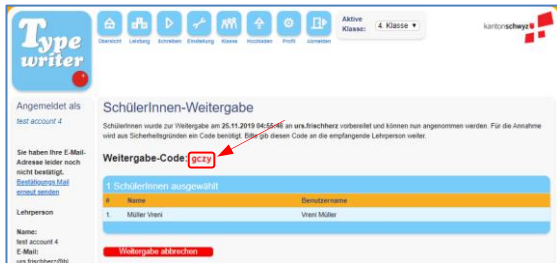 Type
writer
Übersicht Leistung Schreiben Einstellung Klasse Hochladen Profil Abmelden
Aktive
Klasse: 4. Klasse
kantonschwyz
Angemeldet als
test account 4
Sie haben Ihre E-Mail-
Adresse leider noch
nicht bestätigt.
Bestätigungs Mail
erneut senden
Lehrperson
Name:
test account 4
E-Mail:
urs.frischherz@bl
SchülerInnen-Weitergabe
SchülerInnen wurde zur Weitergabe am 25.11.2019 04:55:46 an urs.frischherz vorbereitet und können nun angenommen werden. Für die Annahme
wird aus Sicherheitsgründen ein Code benötigt. Bitte gib diesen Code an die empfangende Lehrperson weiter.
Weitergabe-Code: gczy
1 SchülerInnen ausgewählt
# Name Benutzername
1. Müller Vreni Vreni Müller
Weitergabe abbrechen